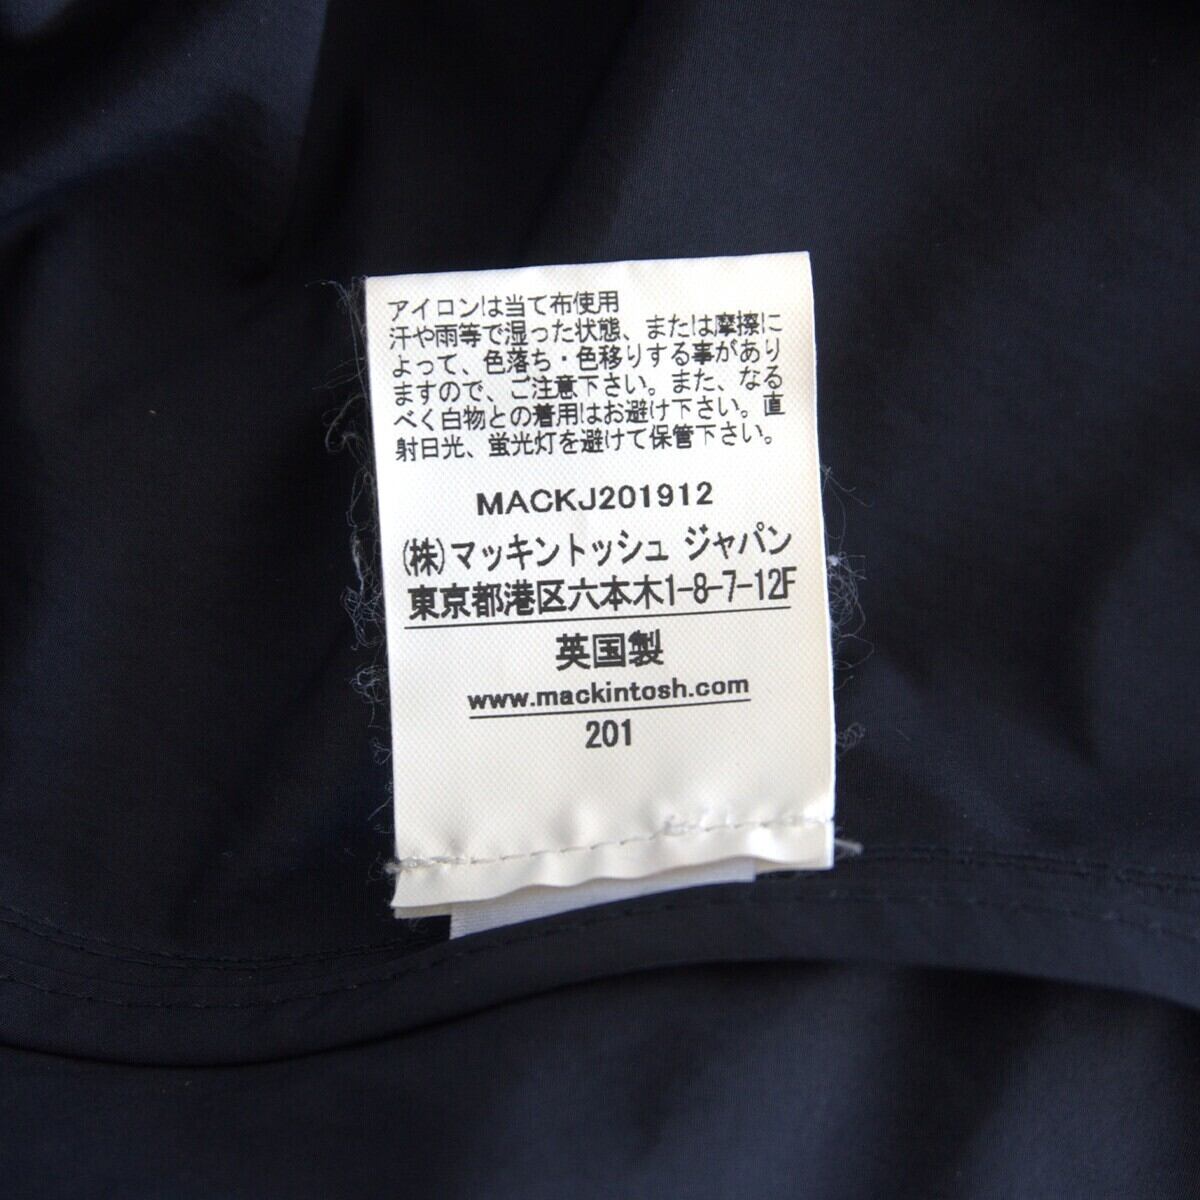 アイロンは当て布使用
汗や雨等で湿った状態、または摩擦に
よって、色落ち・色移りする事があり
ますので、ご注意下さい。また、なる
べく白物との着用はお避け下さい。直
射日光、蛍光灯を避けて保管下さい。
MACKJ201912
(株)マッキントッシュ ジャパン
東京都港区六本木1-8-7-12F
英国製
www.mackintosh.com
201